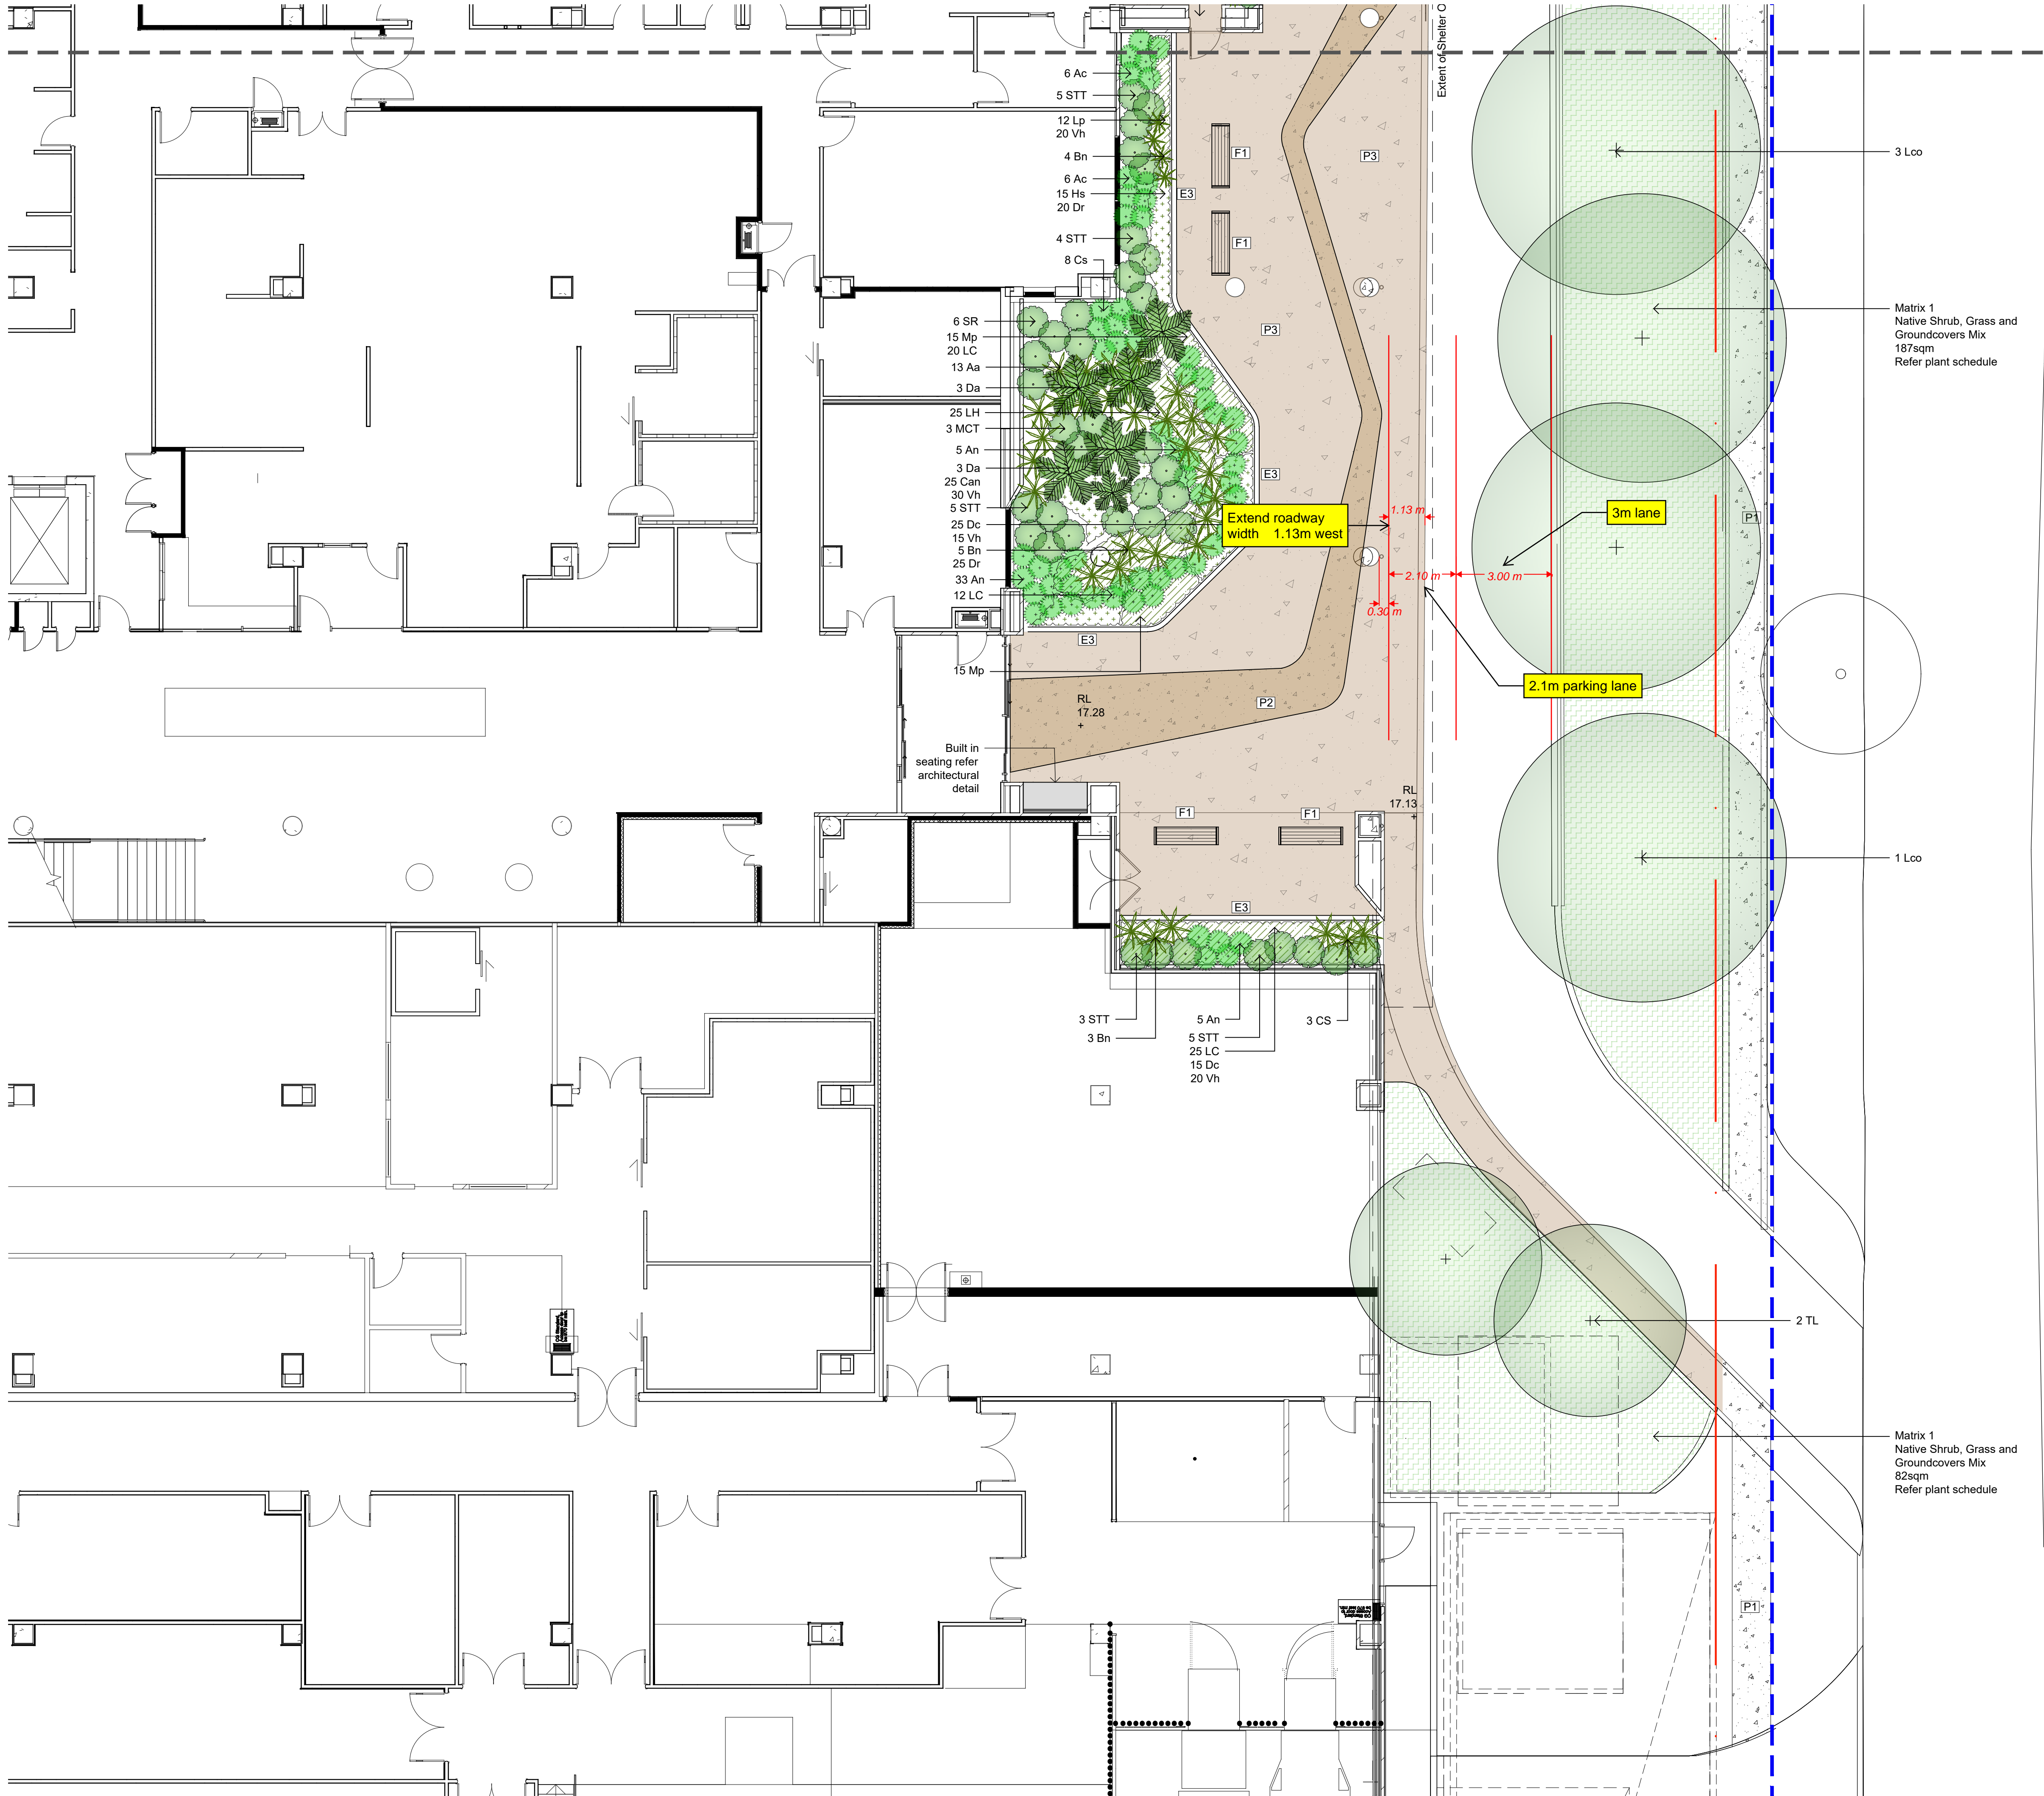 Extent of Shelter O
6 Ac
5 STT
12 Lp
20 Vh
4 Bn
6 Ac
15 Hs
20 Dr
4 STT
8 Cs
F1
P3
E3
F1
P3
3 Lco
Matrix 1
Native Shrub, Grass and
Groundcovers Mix
187sqm
Refer plant schedule
6 SR
15 Mp
20 LC
13 Aa
3 Da
25 LH
3 MCT
5 An
3 Da
25 Can
30 Vh
5 STT
25 Dc
15 Vh
5 Bn
25 Dr
33 An
12 LC
E3
Extend roadway
width 1.13m west
1.13 m
3m lane
P1
2.10 m
3.00 m
0.30 m
E3
15 Mp
2.1m parking lane
RL
17.28
+
P2
Built in
seating refer
architectural
detail
RL
17.13
+
F1
F1
1 Lco
E3
3 STT
3 Bn
5 An
5 STT
25 LC
15 Dc
20 Vh
3 CS
2 TL
Matrix 1
Native Shrub, Grass and
Groundcovers Mix
82sqm
Refer plant schedule
P1